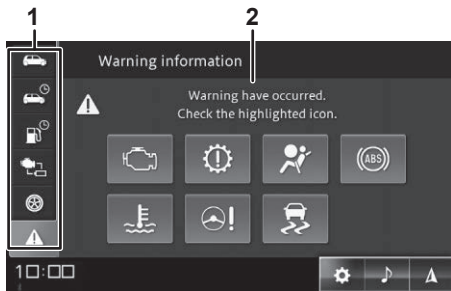 1
2
Warning information
Warning have occurred.
Check the highlighted icon.
(ABS)
10:00